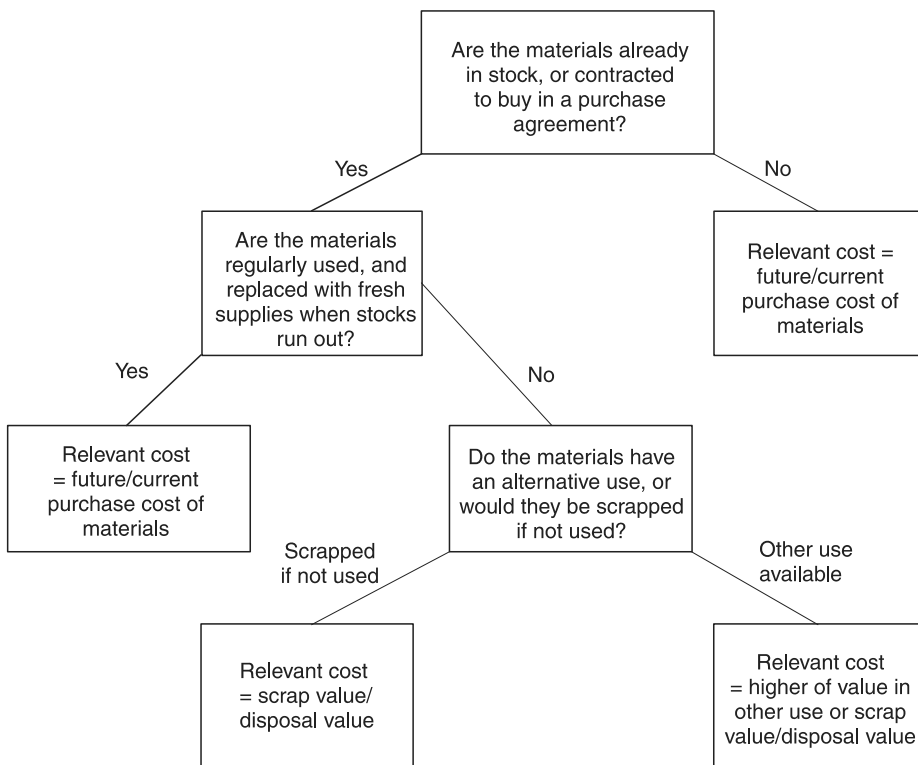 Are the materials already
in stock, or contracted
to buy in a purchase
agreement?
Yes
No
Are the materials
regularly used, and
replaced with fresh
supplies when stocks
run out?
Relevant cost =
future/current
purchase cost of
materials
Yes
No
Relevant cost
= future/current
purchase cost of
materials
Do the materials have
an alternative use, or
would they be scrapped
if not used?
Scrapped
if not used
Other use
available
Relevant cost
= scrap value/
disposal value
Relevant cost
= higher of value in
other use or scrap
value/disposal value